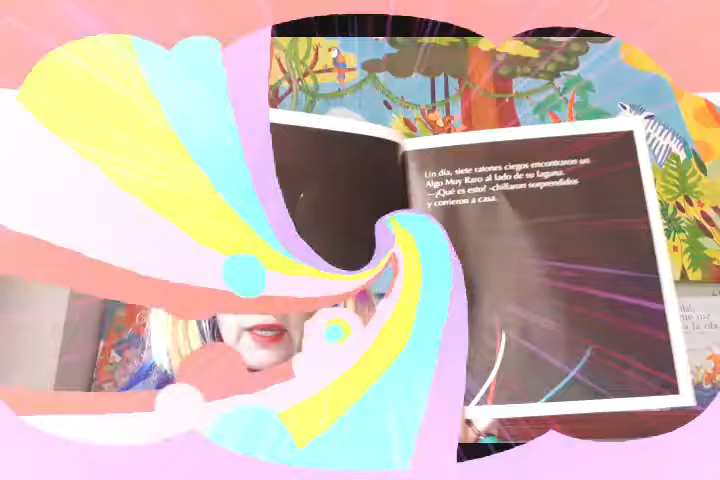 Un día, siete ratones ciegos encontraron un
Algo Muy Raro al lado de su laguna.
—¿Qué es esto? -chillaron sorprendidos
y corrieron a casa.